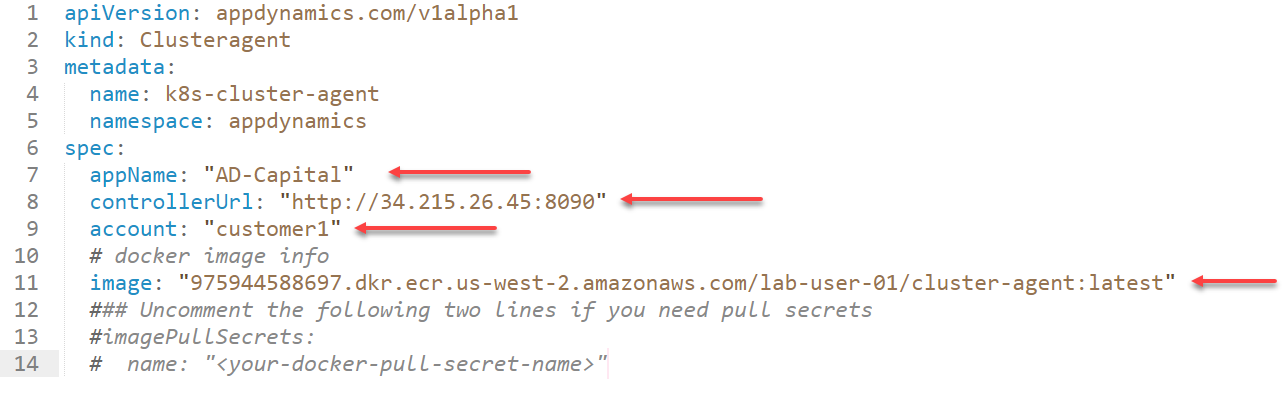 1 apiVersion: appdynamics.com/v1alpha1
2 kind: Clusteragent
3 metadata:
4   name: k8s-cluster-agent
5   namespace: appdynamics
6 spec:
7   appName: "AD-Capital"
8   controllerUrl: "http://34.215.26.45:8090"
9   account: "customer1"
10   # docker image info
11   image: "975944588697.dkr.ecr.us-west-2.amazonaws.com/lab-user-01/cluster-agent:latest"
12   ### Uncomment the following two lines if you need pull secrets
13   #imagePullSecrets:
14   #  name: "<your-docker-pull-secret-name>"